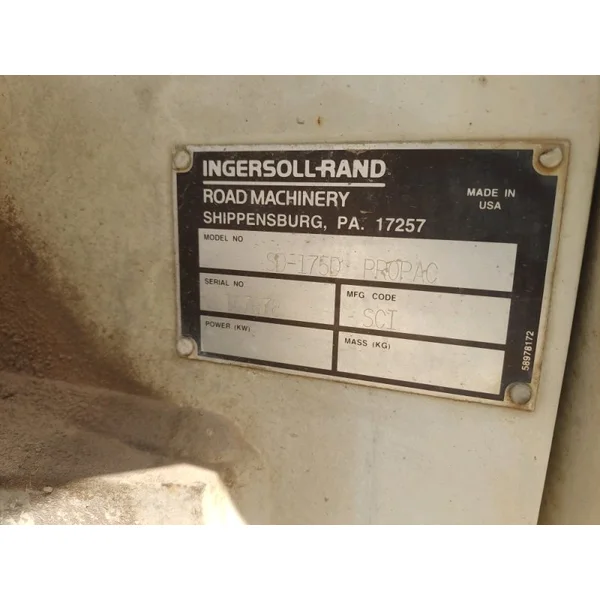 INGERSOLL-RAND
ROAD MACHINERY
SHIPPENSBURG, PA. 17257
MADE IN
USA
MODEL NO
SD-175D PROPAC
SERIAL NO
MFG CODE
SCI
POWER (KW)
MASS (KG)
58978172